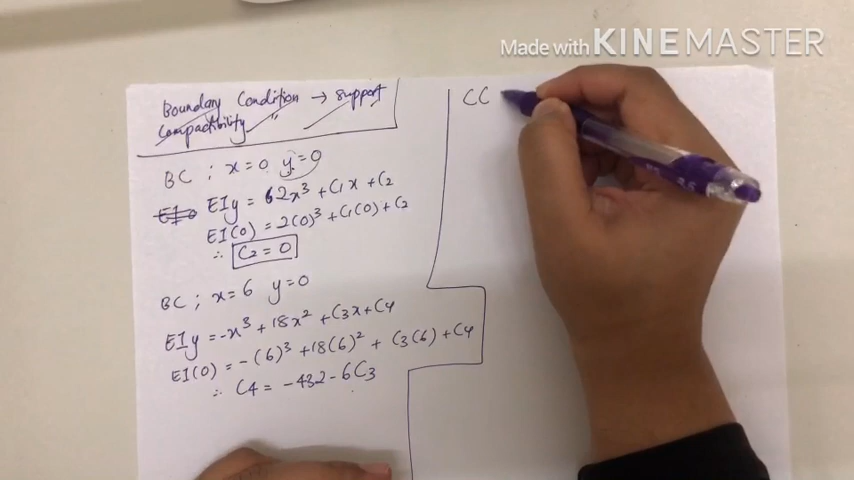 Made with KINEMASTER
Boundary Condition → support
Compactibility "
BC ; x=0 y=0
EIy = 2x³ + C₁x + C₂
EI(0) = 2(0)³ + C₁(0) + C₂
∴ C₂ = 0
BC ; x=6 y=0
EIy = -x³ + 18x² + C₃x + C₄
EI(0) = -(6)³ + 18(6)² + C₃(6) + C₄
∴ C₄ = -432 - 6C₃
CC